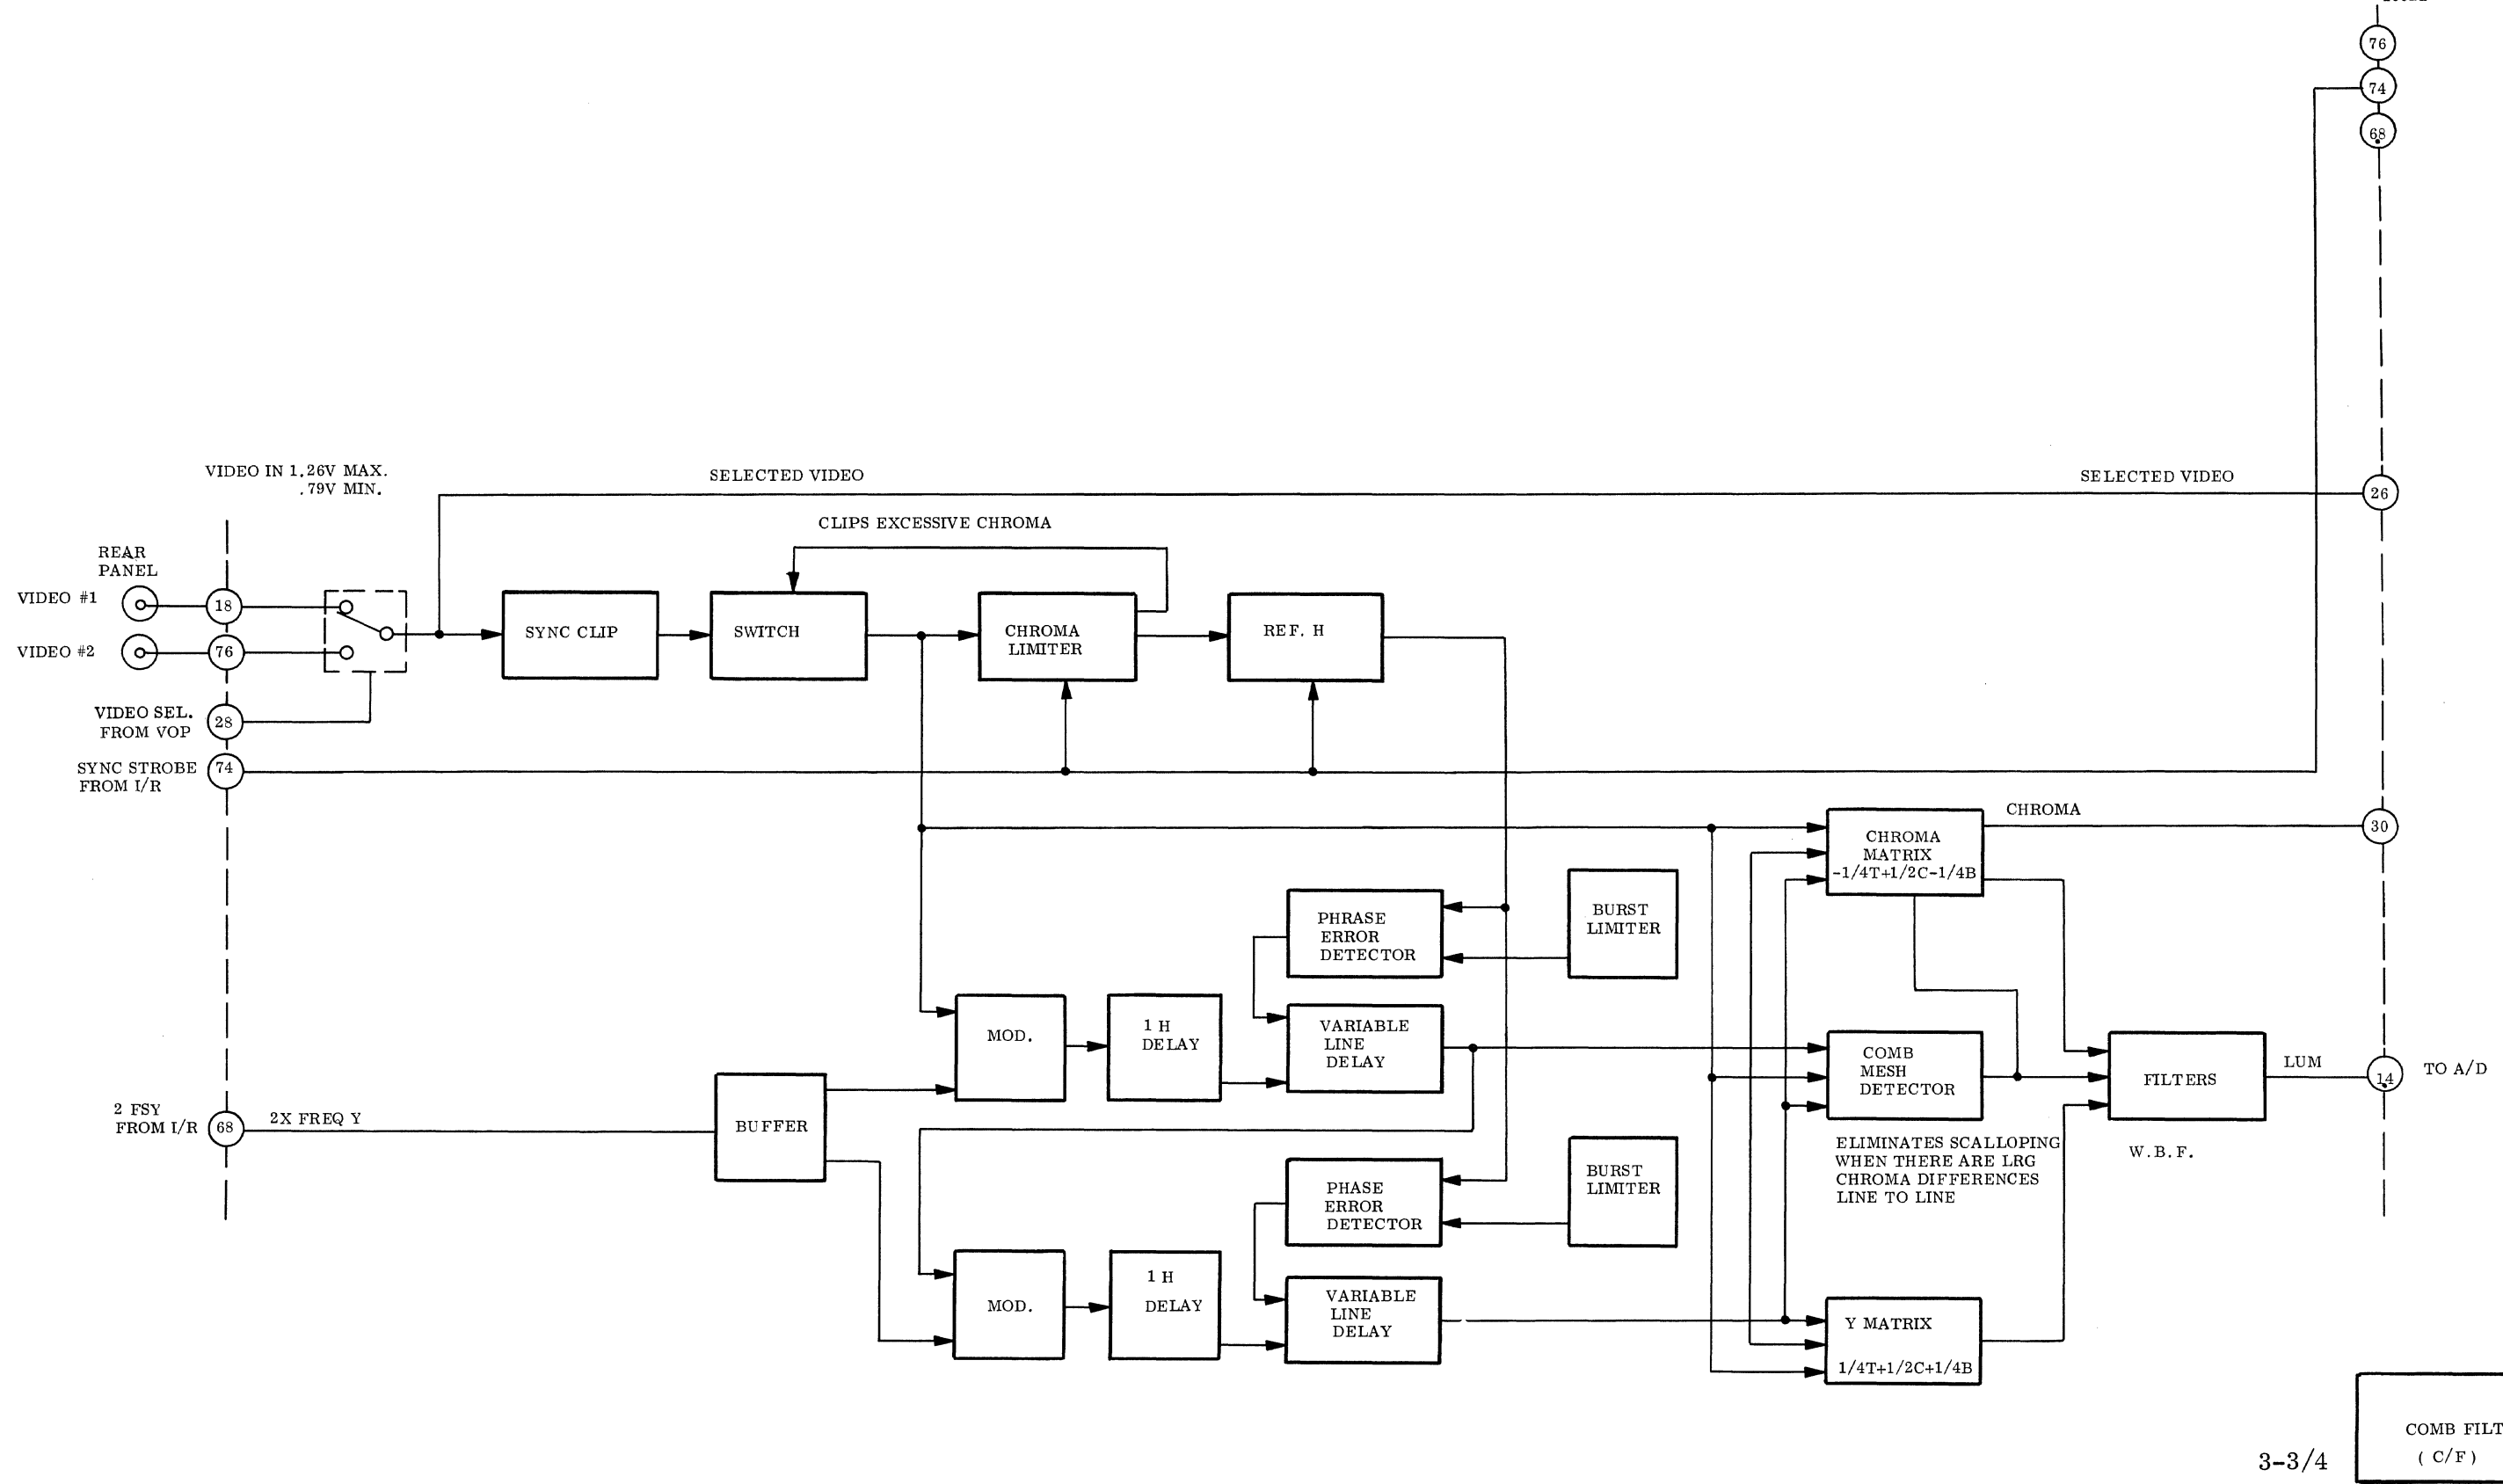 76
74
68
VIDEO IN 1.26V MAX.
.79V MIN.
SELECTED VIDEO
SELECTED VIDEO
26
CLIPS EXCESSIVE CHROMA
REAR
PANEL
VIDEO #1
18
VIDEO #2
76
SYNC CLIP
SWITCH
CHROMA
LIMITER
REF. H
VIDEO SEL.
FROM VOP
28
SYNC STROBE
FROM I/R
74
CHROMA
MATRIX
-1/4T+1/2C-1/4B
CHROMA
30
PHRASE
ERROR
DETECTOR
BURST
LIMITER
MOD.
1 H
DELAY
VARIABLE
LINE
DELAY
COMB
MESH
DETECTOR
FILTERS
LUM
14
TO A/D
2 FSY
FROM I/R
68
2X FREQ Y
BUFFER
ELIMINATES SCALLOPING
WHEN THERE ARE LRG
CHROMA DIFFERENCES
LINE TO LINE
W.B.F.
PHASE
ERROR
DETECTOR
BURST
LIMITER
MOD.
1 H
DELAY
VARIABLE
LINE
DELAY
Y MATRIX
1/4T+1/2C+1/4B
COMB FILT
( C/F )
3-3/4